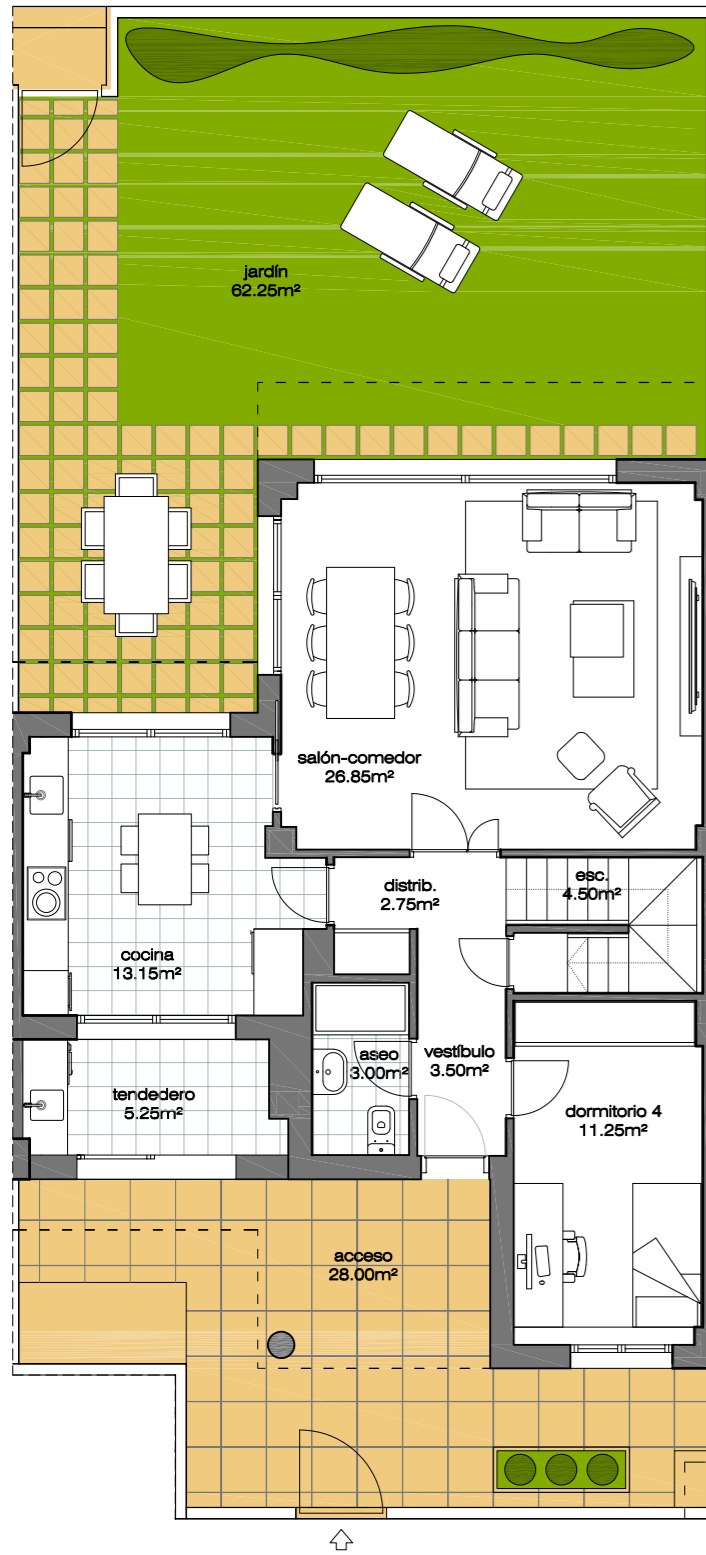 jardín
62.25m²
salón-comedor
26.85m²
esc.
4.50m²
distrib.
2.75m²
cocina
13.15m²
aseo
3.00m²
vestíbulo
3.50m²
tendedero
5.25m²
dormitorio 4
11.25m²
acceso
28.00m²